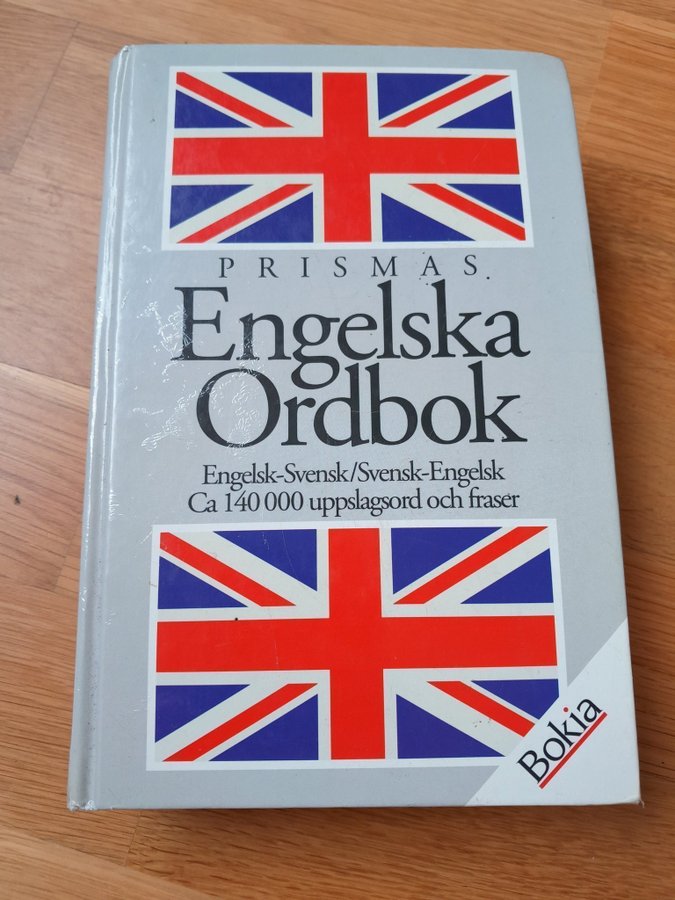 PRISMAS
Engelska
Ordbok
Engelsk-Svensk/Svensk-Engelsk
Ca 140 000 uppslagsord och fraser
Bokia